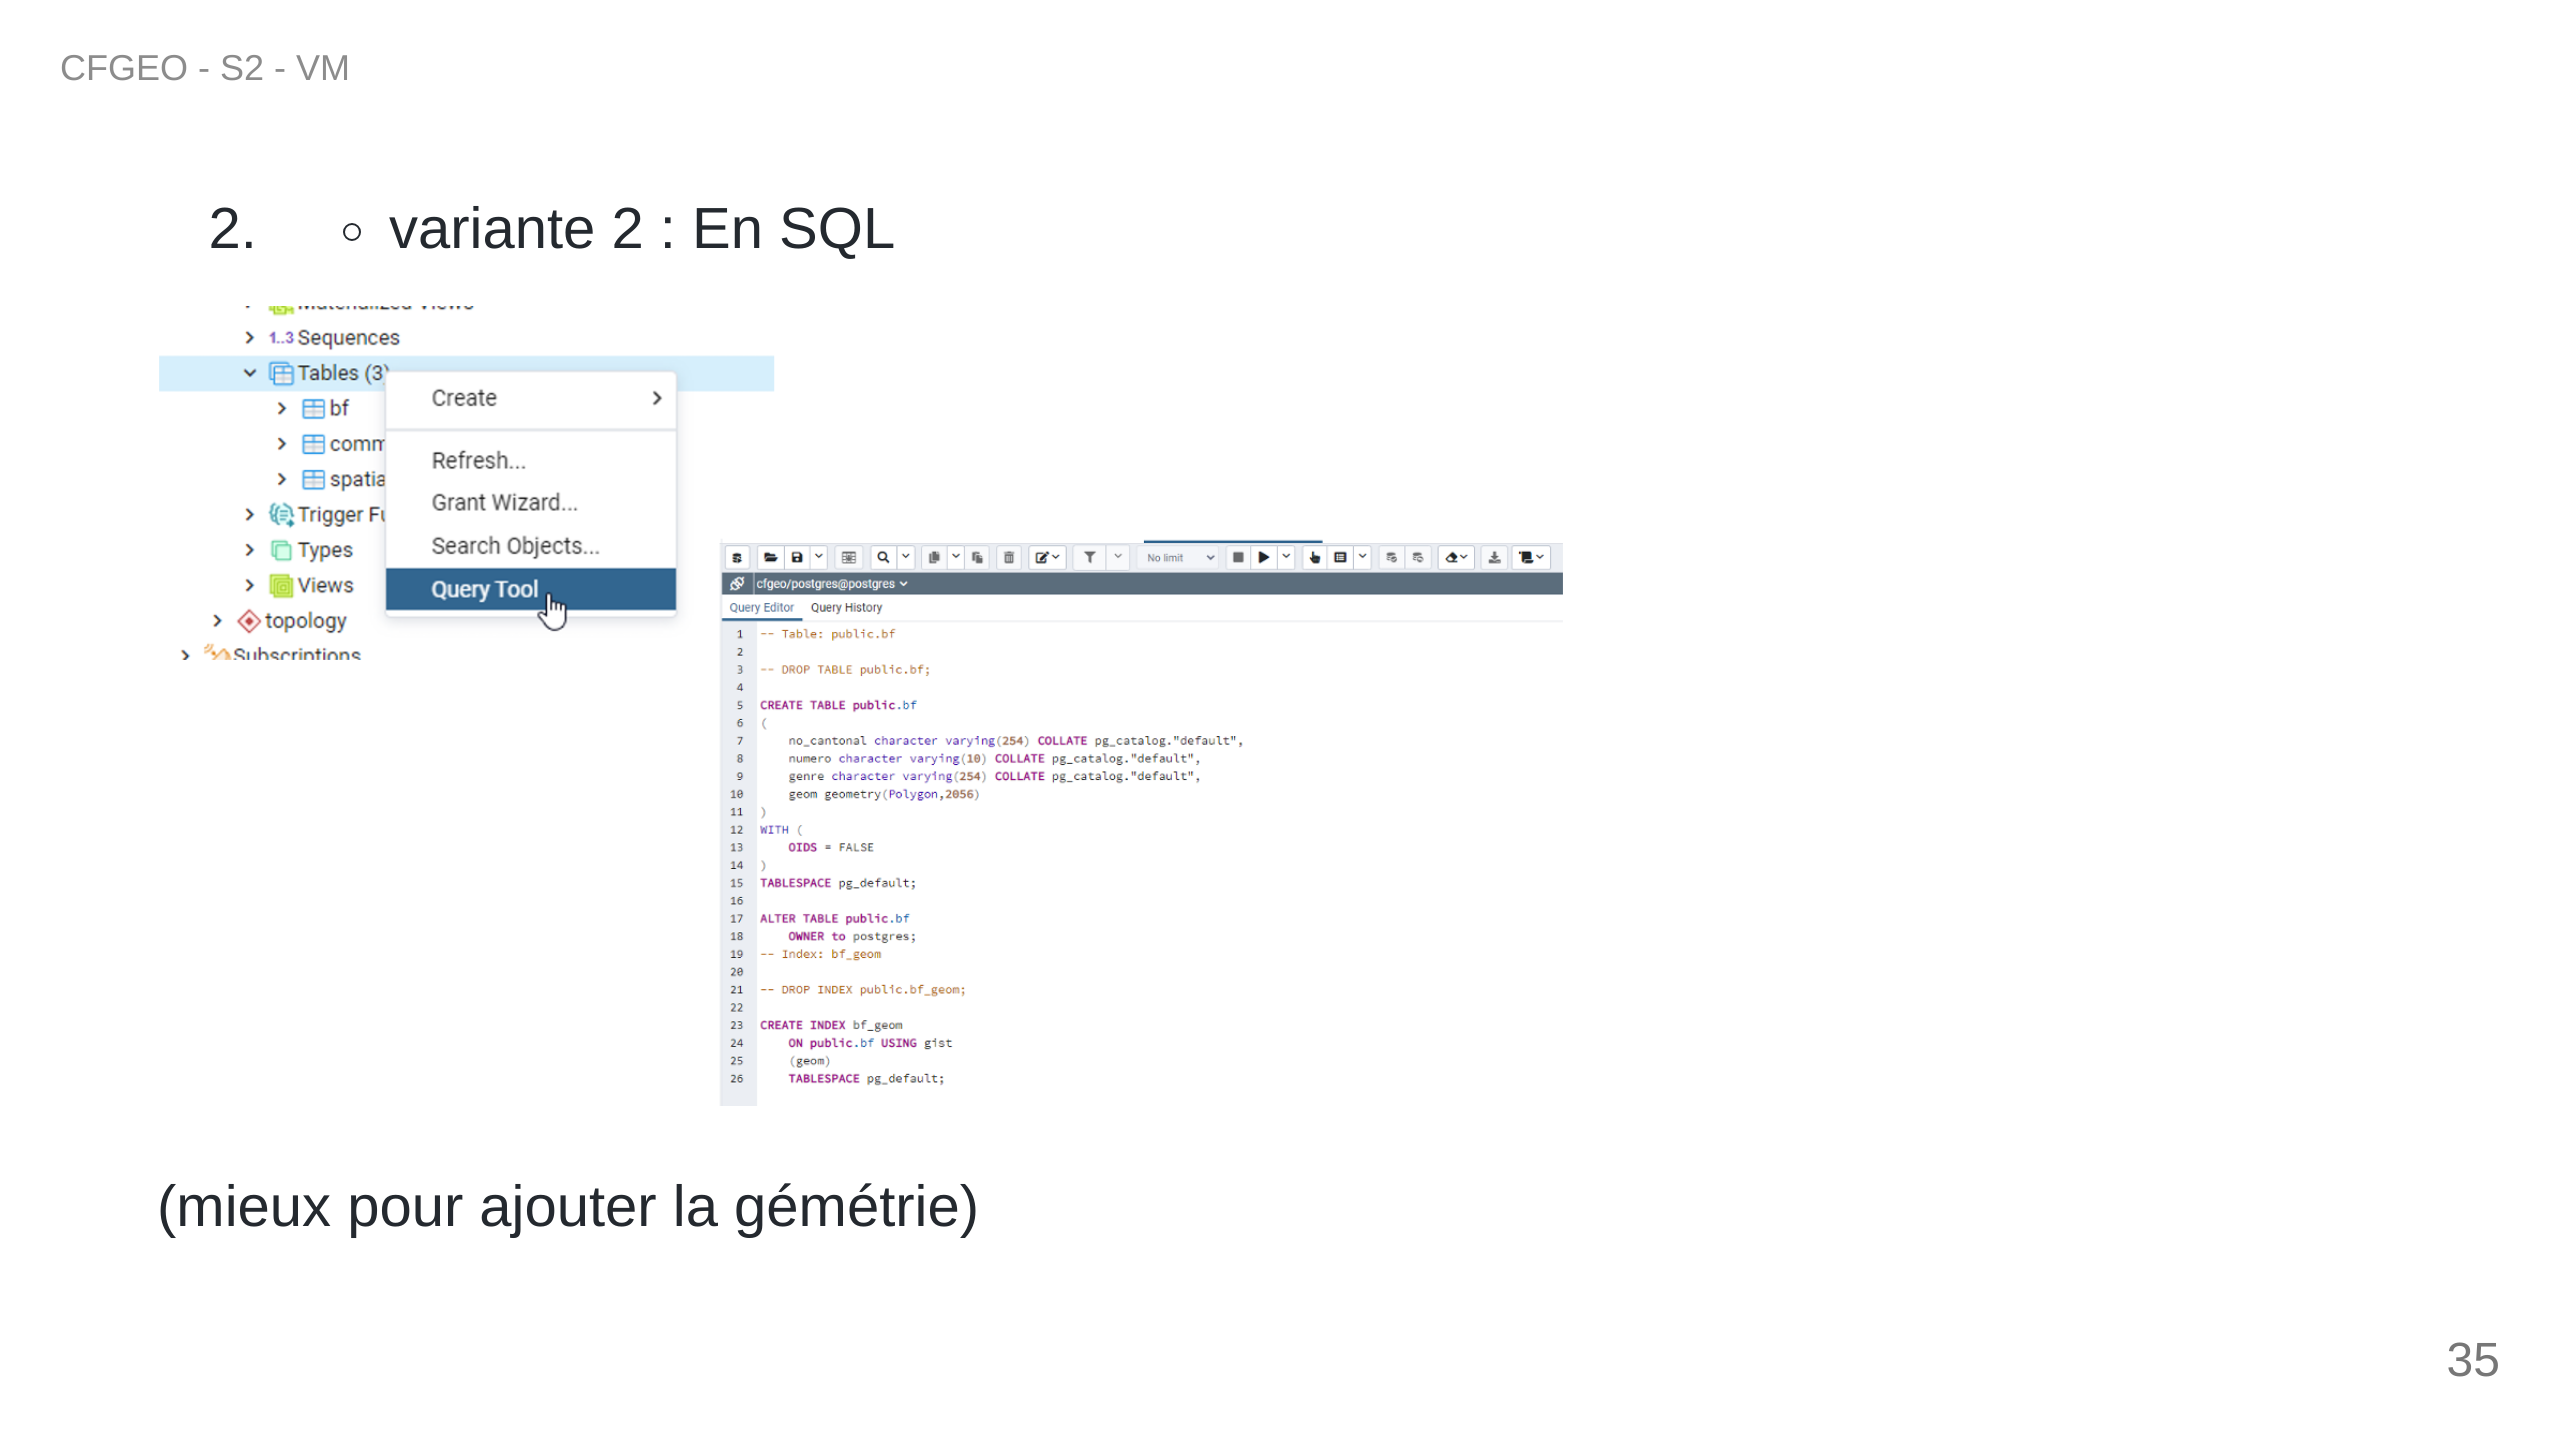 CFGEO - S2 - VM
2. ○ variante 2 : En SQL
1..3 Sequences
Tables (3)
Create
bf
comm
Refresh...
spatia
Grant Wizard...
Trigger Fu
Search Objects...
Types
Views
Query Tool
topology
Subscriptions
No limit
cfgeo/postgres@postgres
Query Editor Query History
1 -- Table: public.bf
2
3 -- DROP TABLE public.bf;
4
5 CREATE TABLE public.bf
6 (
7 no_cantonal character varying(254) COLLATE pg_catalog."default",
8 numero character varying(10) COLLATE pg_catalog."default",
9 genre character varying(254) COLLATE pg_catalog."default",
10 geom geometry(Polygon,2056)
11 )
12 WITH (
13 OIDS = FALSE
14 )
15 TABLESPACE pg_default;
16
17 ALTER TABLE public.bf
18 OWNER to postgres;
19 -- Index: bf_geom
20
21 -- DROP INDEX public.bf_geom;
22
23 CREATE INDEX bf_geom
24 ON public.bf USING gist
25 (geom)
26 TABLESPACE pg_default;
(mieux pour ajouter la gémétrie)
35